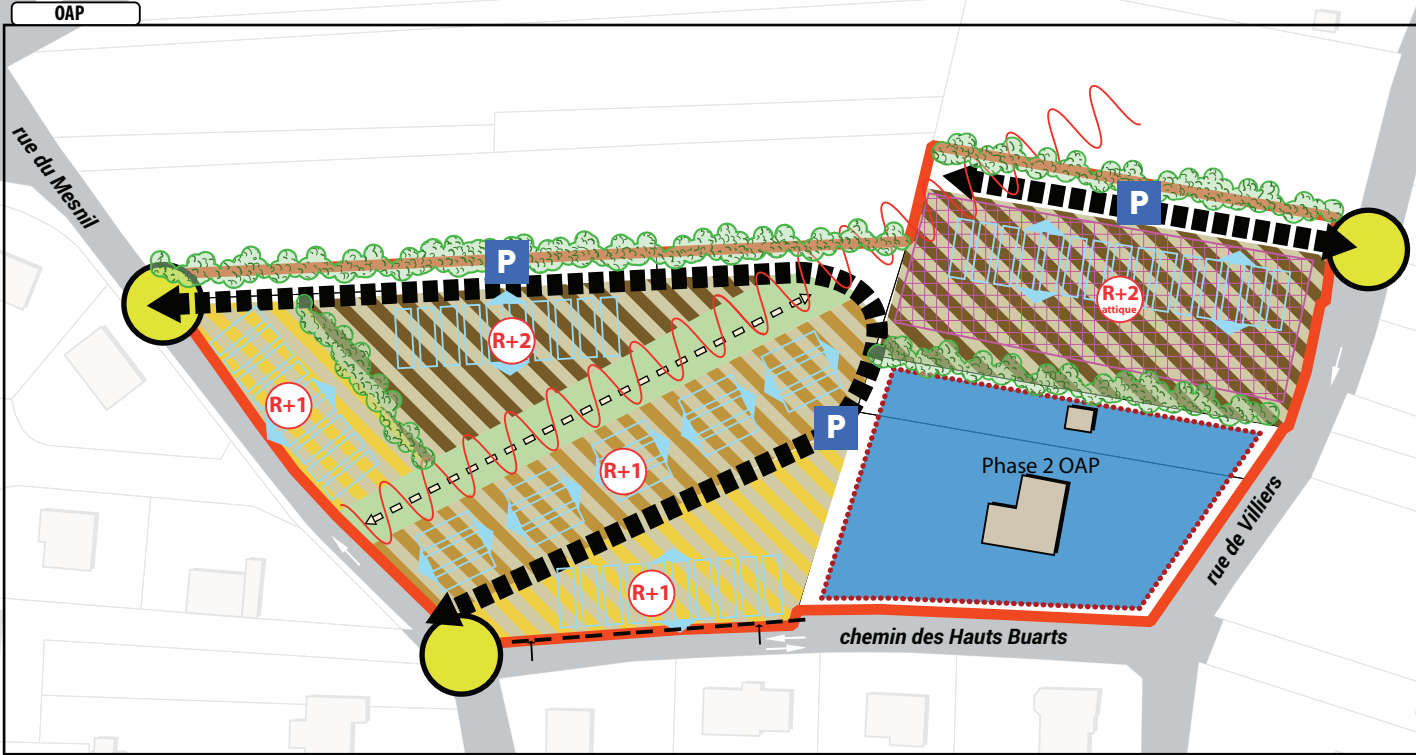 OAP
rue du Mesnil
P
P
R+2
attique
R+2
R+1
P
R+1
Phase 2 OAP
R+1
rue de Villiers
chemin des Hauts Buarts